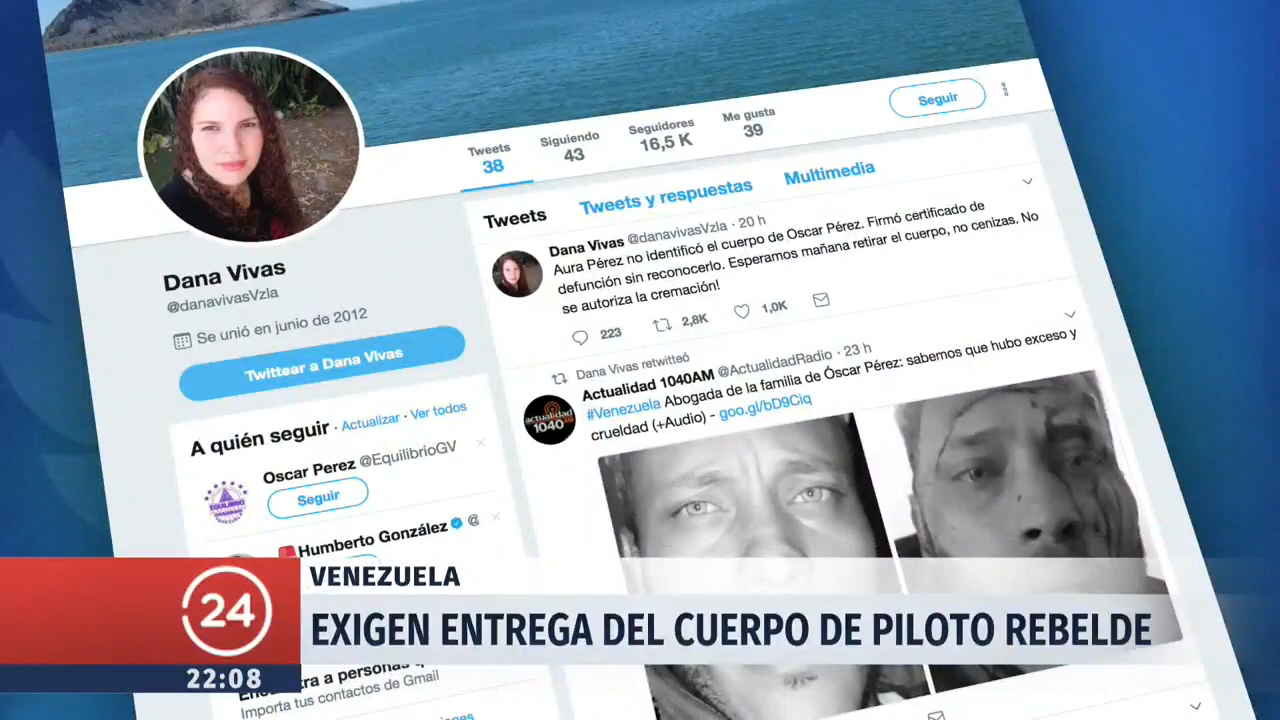 Tweets
38
Siguiendo
43
Seguidores
16,5 K
Me gusta
39
Seguir
Dana Vivas
@danavivasVzla
Se unió en junio de 2012
Twittear a Dana Vivas
A quién seguir · Actualizar · Ver todos
Oscar Perez @EquilibrioGV
EQUILIBRIO
Seguir
Humberto González @
Tweets
Tweets y respuestas
Multimedia
Dana Vivas @danavivasVzla · 20 h
Aura Pérez no identificó el cuerpo de Oscar Pérez. Firmó certificado de
defunción sin reconocerlo. Esperamos mañana retirar el cuerpo, no cenizas. No
se autoriza la cremación!
223
2,8K
1,0K
Dana Vivas retwitteó
Actualidad 1040AM @ActualidadRadio · 23 h
#Venezuela Abogada de la familia de Óscar Pérez: sabemos que hubo exceso y
crueldad (+Audio) - goo.gl/bD9Ciq
actualidad
1040 AM
VENEZUELA
EXIGEN ENTREGA DEL CUERPO DE PILOTO REBELDE
24
22:08
a personas
Importa tus contactos de Gmail